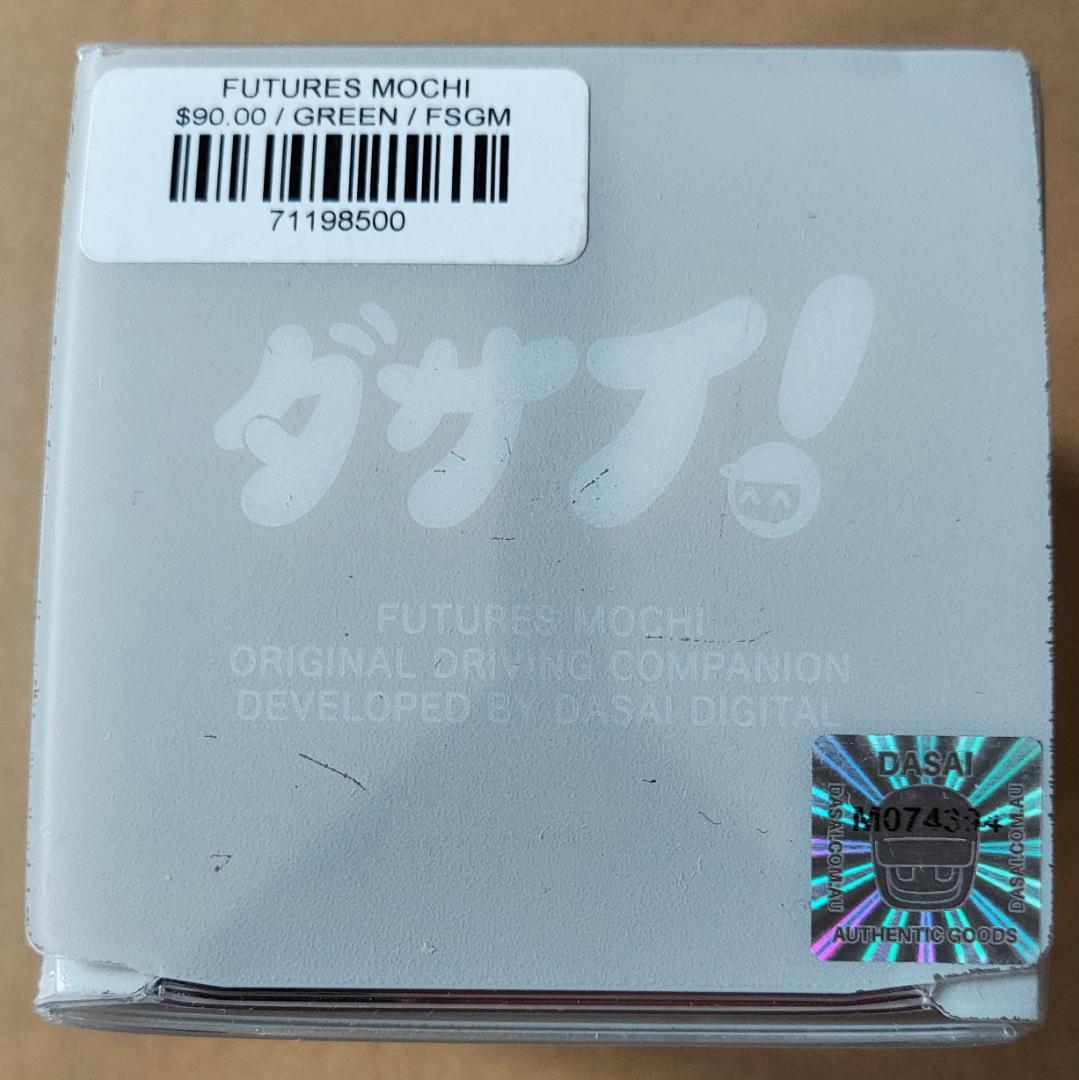 FUTURES MOCHI
$90.00 / GREEN / FSGM
71198500
ダサイ!
FUTURES MOCHI
ORIGINAL DRIVING COMPANION
DEVELOPED BY DASAI DIGITAL
DASAI
DASAI.COM.AU
DASAI.COM.AU
AUTHENTIC GOODS